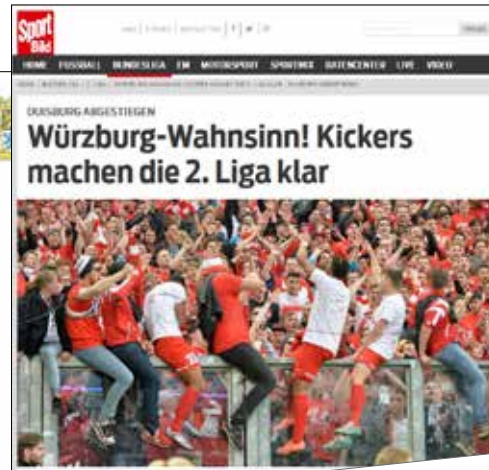 Sport
Bild
HOME FUSSBALL BUNDESLIGA EM MOTORSPORT SPORTMIX DATENCENTER LIVE VIDEO
DUISBURG ABGESTIEGEN
Würzburg-Wahnsinn! Kickers
machen die 2. Liga klar